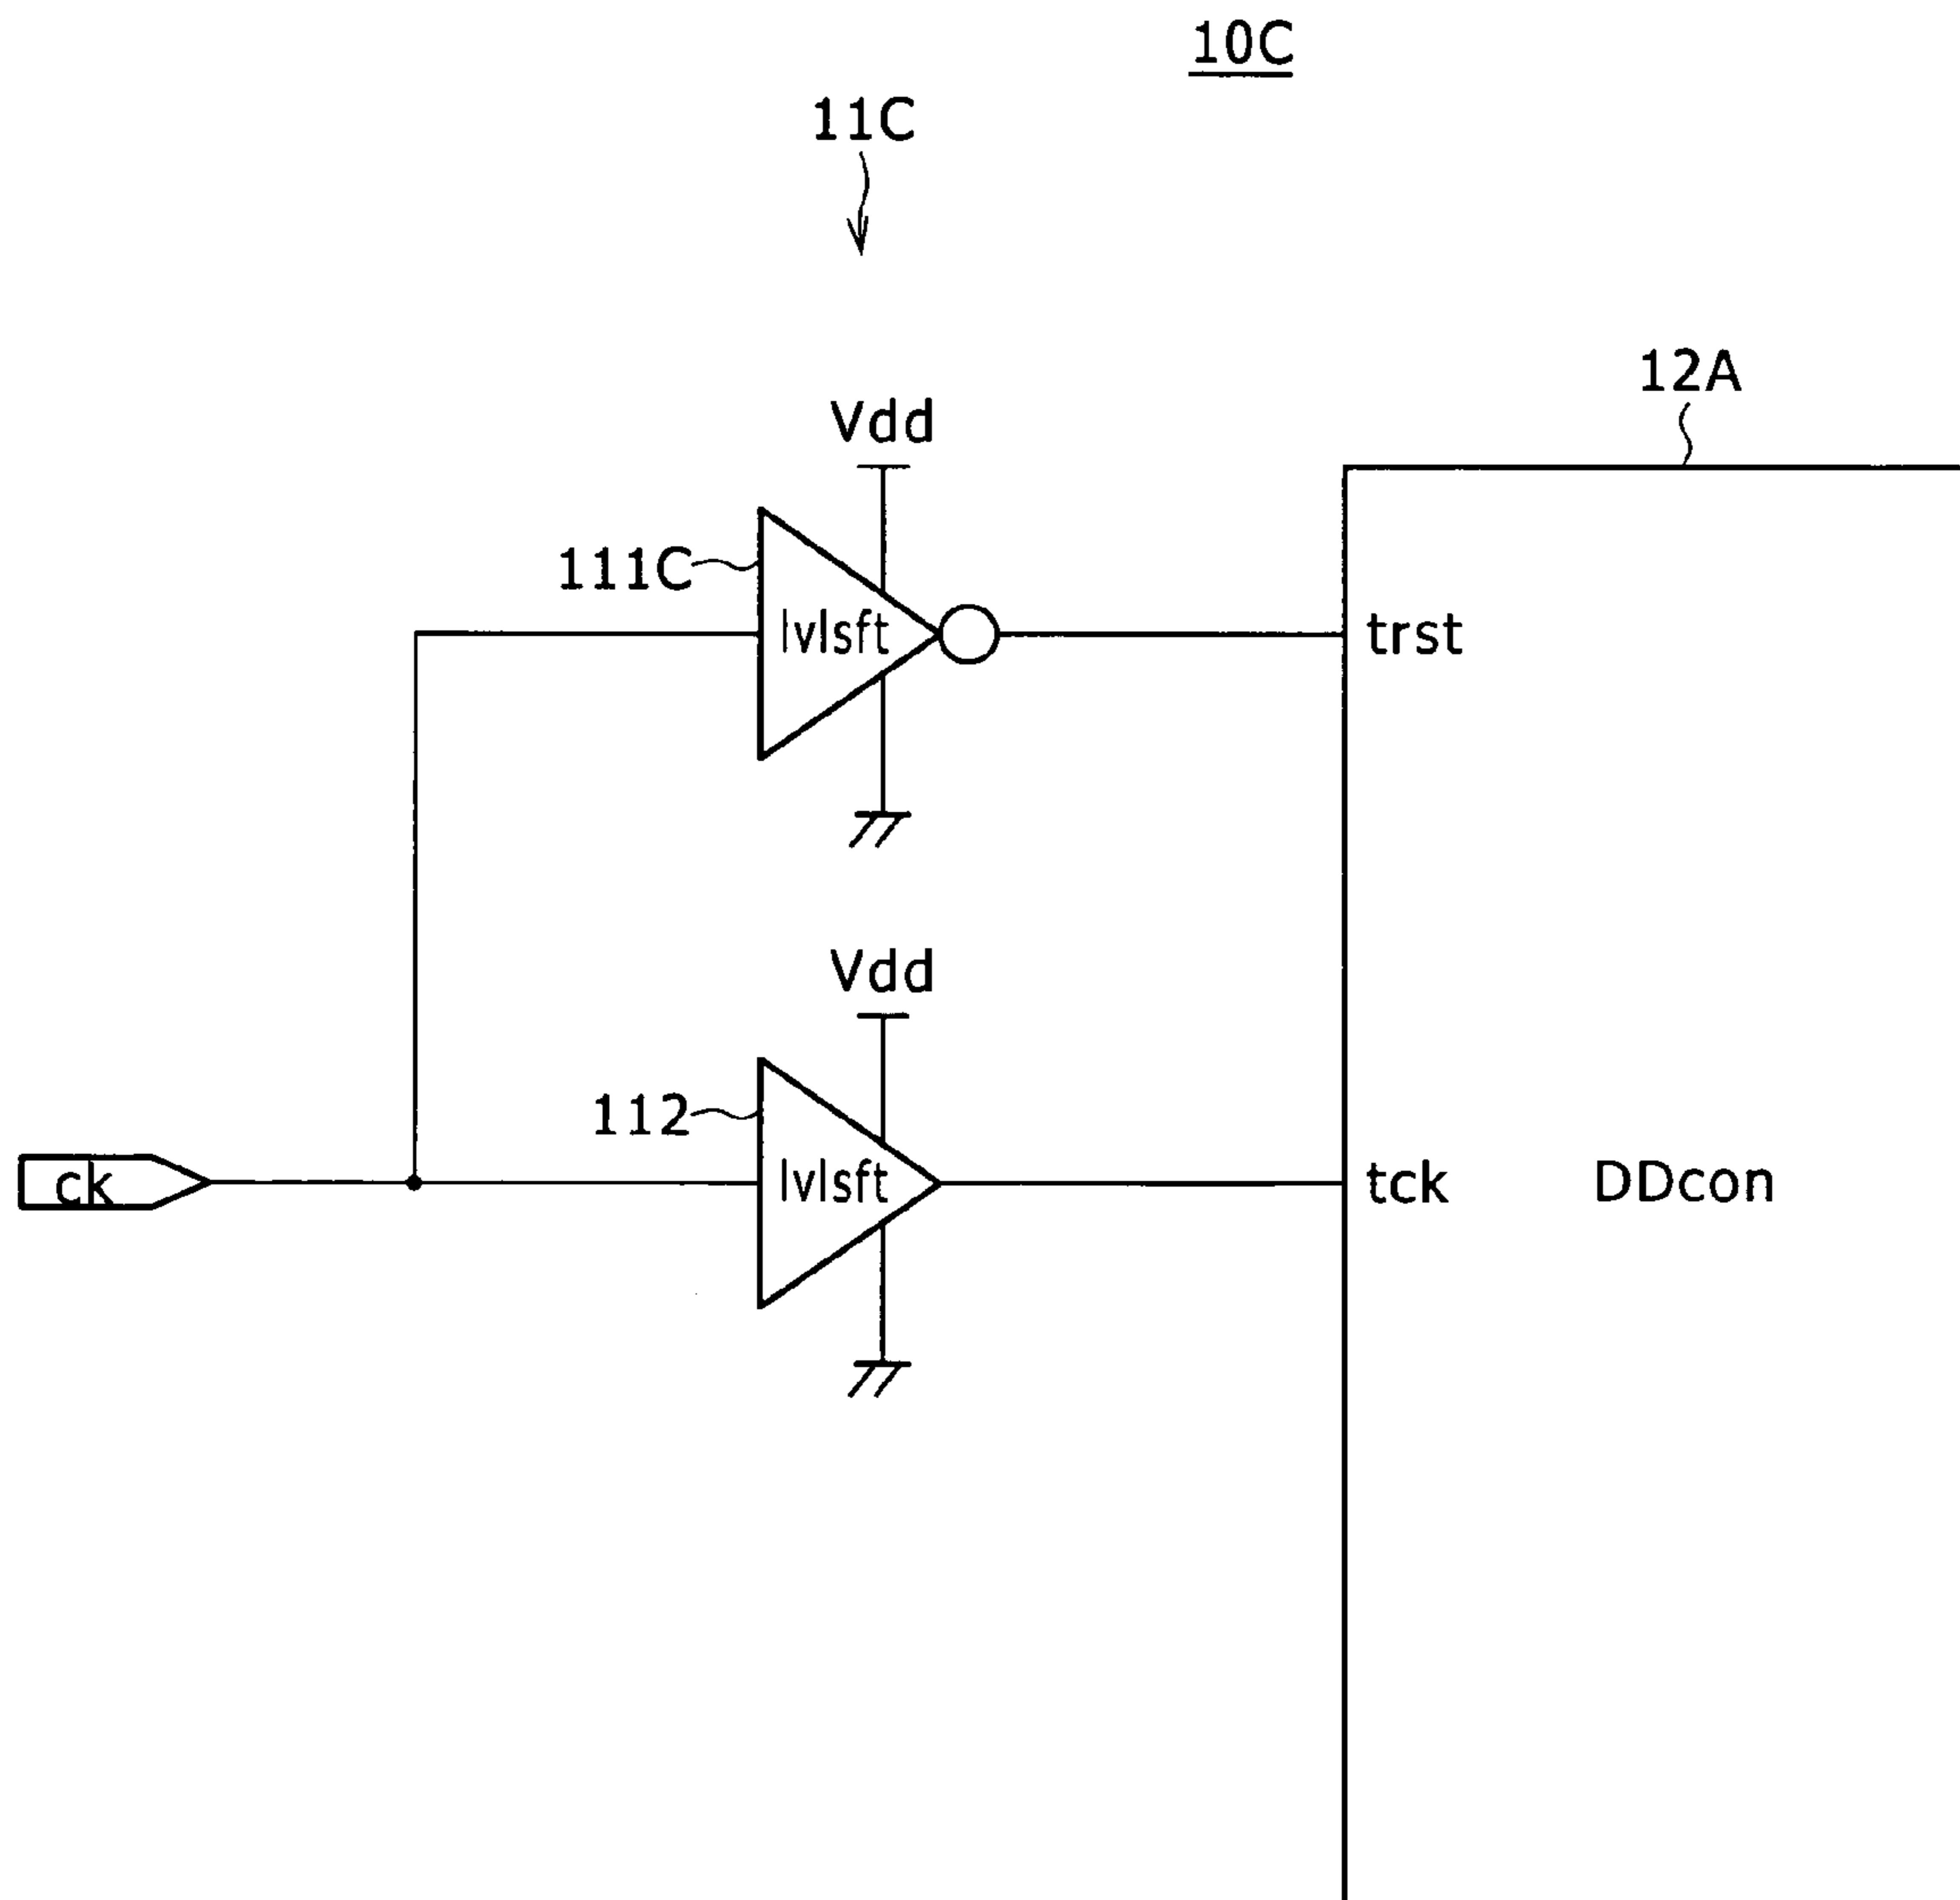 10C
11C
12A
Vdd
111C
lvlsft
trst
Vdd
112
ck
lvlsft
tck
DDcon